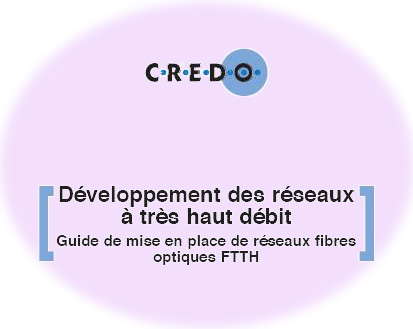 C·R·E·D·O·
Développement des réseaux
à très haut débit
Guide de mise en place de réseaux fibres
optiques FTTH